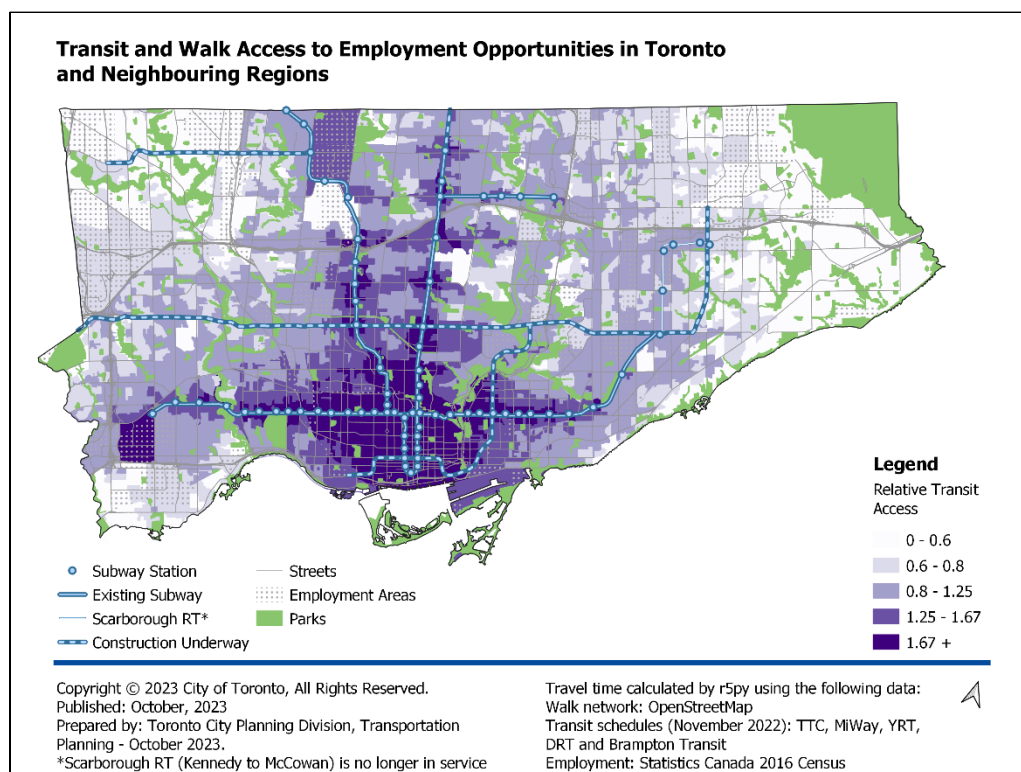 Transit and Walk Access to Employment Opportunities in Toronto
and Neighbouring Regions
Legend
Relative Transit
Access
0 - 0.6
0.6 - 0.8
0.8 - 1.25
1.25 - 1.67
1.67 +
Subway Station
Existing Subway
Scarborough RT*
Construction Underway
Streets
Employment Areas
Parks
Copyright © 2023 City of Toronto, All Rights Reserved.
Published: October, 2023
Prepared by: Toronto City Planning Division, Transportation
Planning - October 2023.
*Scarborough RT (Kennedy to McCowan) is no longer in service
Travel time calculated by r5py using the following data:
Walk network: OpenStreetMap
Transit schedules (November 2022): TTC, MiWay, YRT,
DRT and Brampton Transit
Employment: Statistics Canada 2016 Census